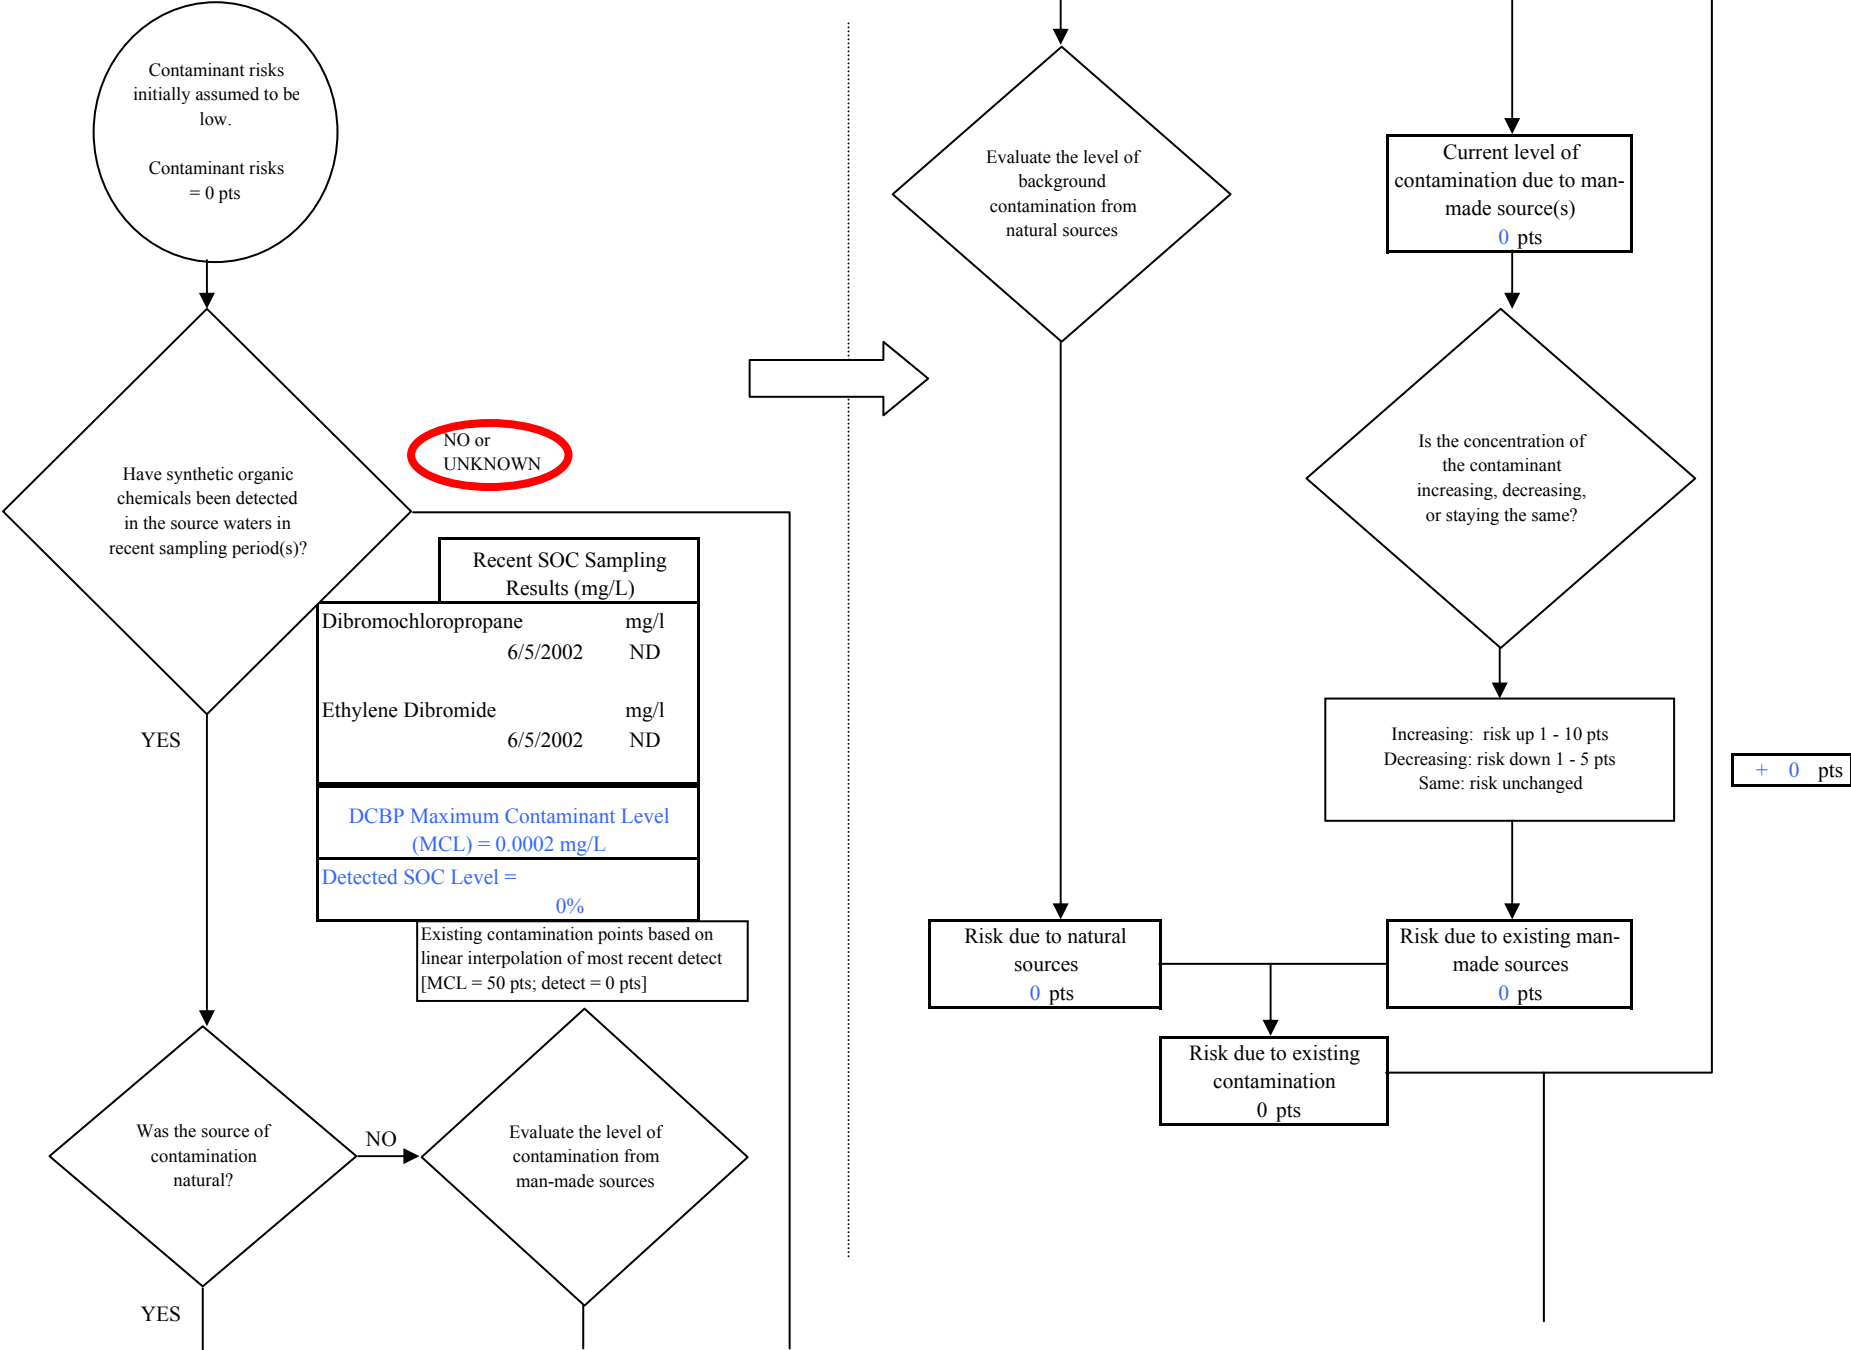 Contaminant risks
initially assumed to be
low.
Contaminant risks
= 0 pts
Have synthetic organic
chemicals been detected
in the source waters in
recent sampling period(s)?
NO or
UNKNOWN
YES
Recent SOC Sampling
Results (mg/L)
Dibromochloropropane mg/l
6/5/2002 ND
Ethylene Dibromide mg/l
6/5/2002 ND
DCBP Maximum Contaminant Level
(MCL) = 0.0002 mg/L
Detected SOC Level =
0%
Existing contamination points based on
linear interpolation of most recent detect
[MCL = 50 pts; detect = 0 pts]
Was the source of
contamination
natural?
NO
YES
Evaluate the level of
contamination from
man-made sources
Evaluate the level of
background
contamination from
natural sources
Current level of
contamination due to man-
made source(s)
0 pts
Is the concentration of
the contaminant
increasing, decreasing,
or staying the same?
Increasing: risk up 1 - 10 pts
Decreasing: risk down 1 - 5 pts
Same: risk unchanged
+ 0 pts
Risk due to natural
sources
0 pts
Risk due to existing man-
made sources
0 pts
Risk due to existing
contamination
0 pts